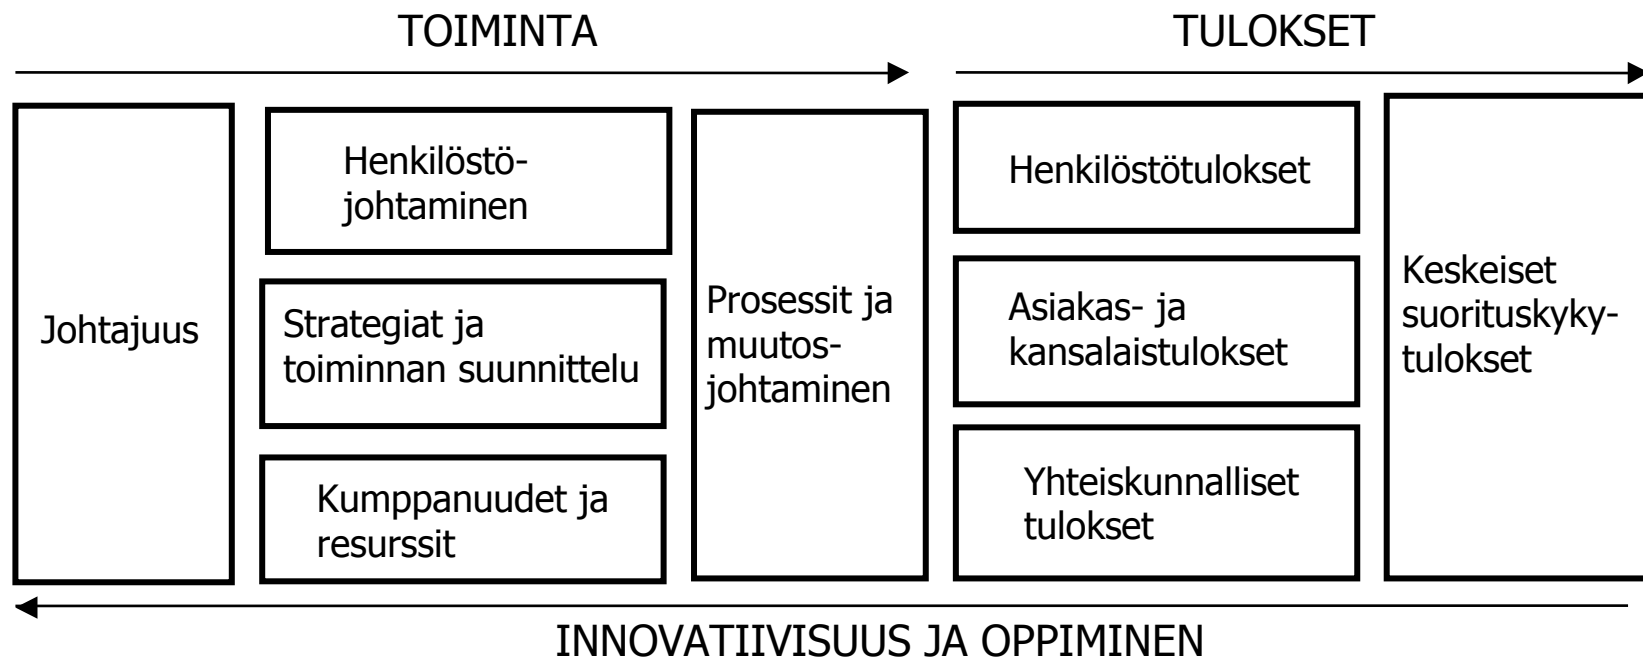 TOIMINTA
TULOKSET
Johtajuus
Henkilöstö-
johtaminen
Strategiat ja
toiminnan suunnittelu
Kumppanuudet ja
resurssit
Prosessit ja
muutos-
johtaminen
Henkilöstötulokset
Asiakas- ja
kansalaistulokset
Yhteiskunnalliset
tulokset
Keskeiset
suorituskyky-
tulokset
INNOVATIIVISUUS JA OPPIMINEN